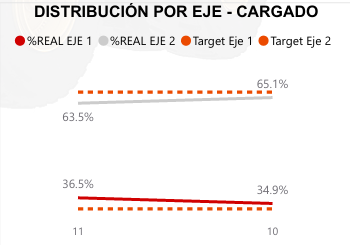 DISTRIBUCIÓN POR EJE - CARGADO
%REAL EJE 1 %REAL EJE 2 Target Eje 1 Target Eje 2
65.1%
63.5%
36.5%
34.9%
11 10